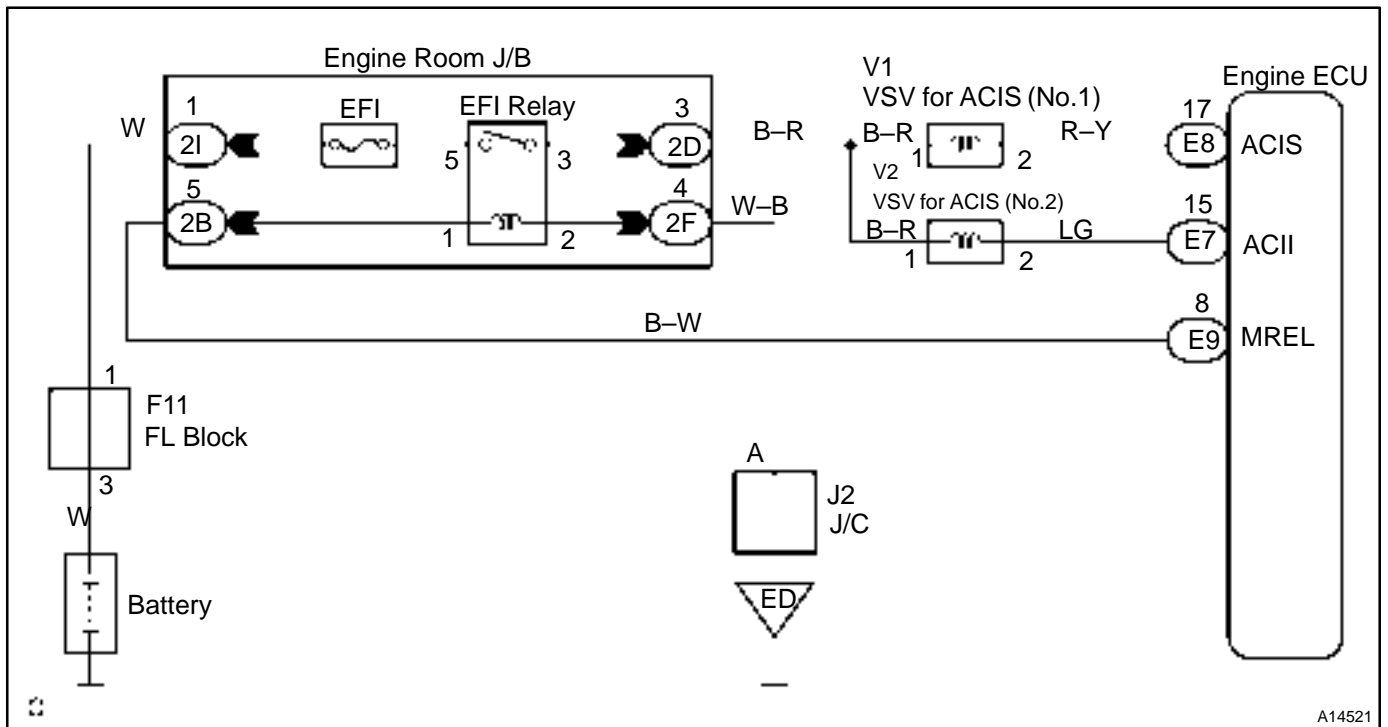 Engine Room J/B
V1
VSV for ACIS (No.1)
Engine ECU
W
1
2I
EFI
EFI Relay
5
3
3
2D
B–R
B–R
1
2
R–Y
17
E8
ACIS
5
2B
1
2
4
2F
W–B
V2
VSV for ACIS (No.2)
B–R
1
2
LG
15
E7
ACII
B–W
8
E9
MREL
1
F11
FL Block
3
W
Battery
A
J2
J/C
ED
A14521